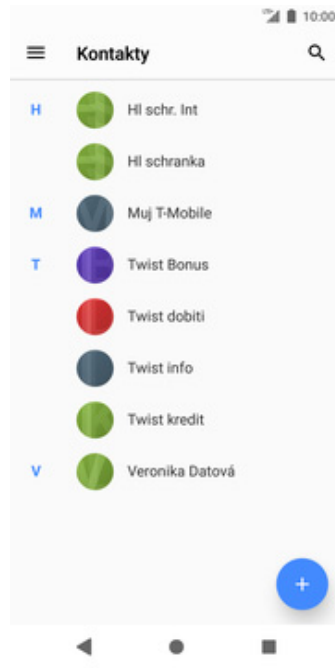 10:00
Kontakty
H
Hl schr. Int
Hl schranka
M
Muj T-Mobile
T
Twist Bonus
Twist dobiti
Twist info
Twist kredit
V
Veronika Datová